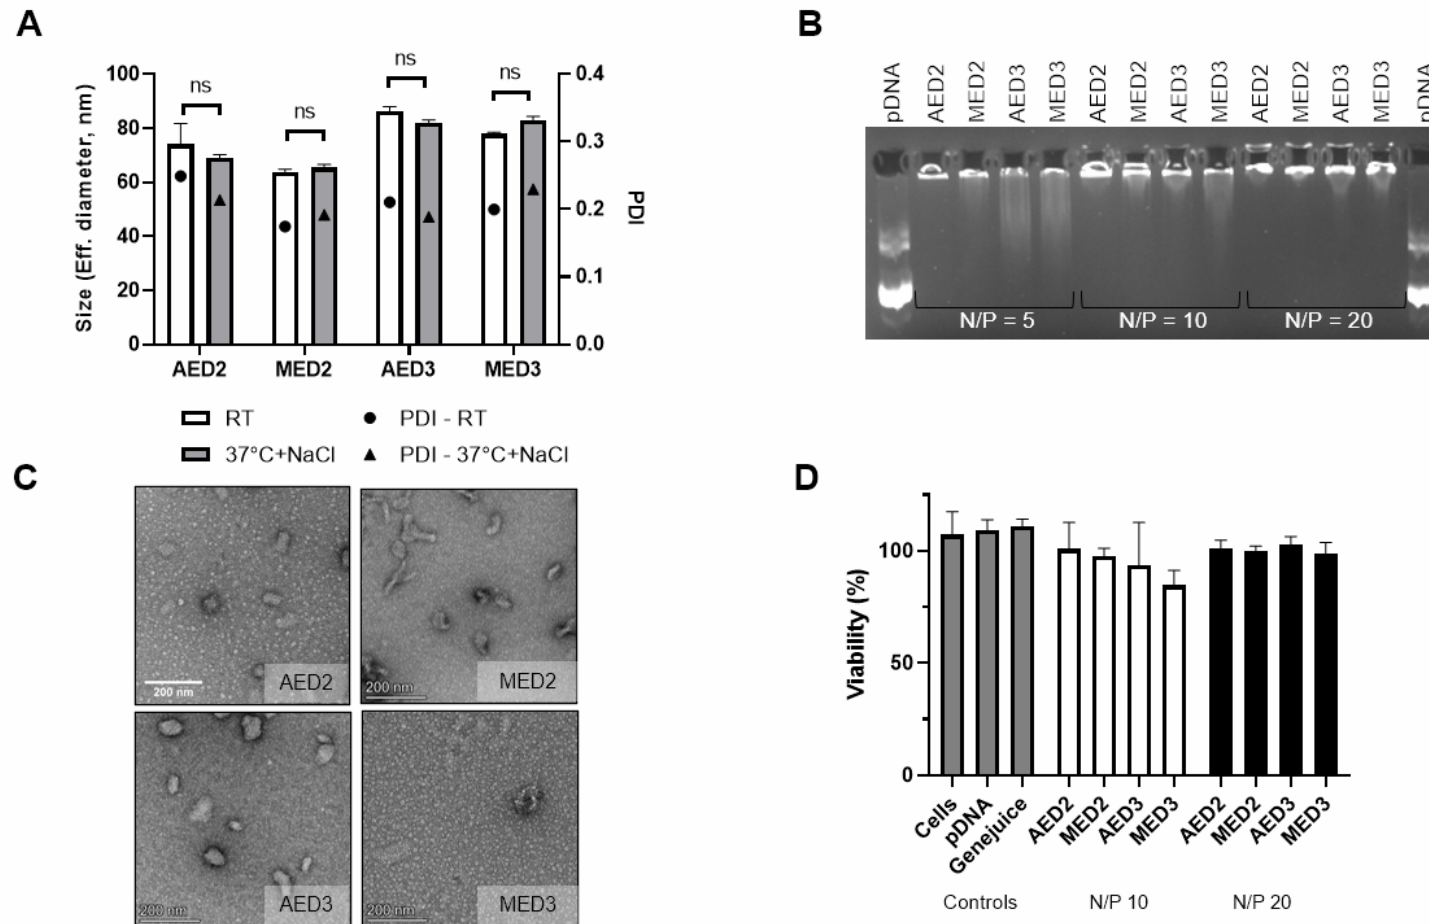 A
ns
ns
ns
ns
100
80
60
40
20
0
Size (Eff. diameter, nm)
0.4
0.3
0.2
0.1
0.0
PDI
AED2 MED2 AED3 MED3
RT PDI - RT
37°C+NaCl PDI - 37°C+NaCl
B
pDNA AED2 MED2 AED3 MED3 AED2 MED2 AED3 MED3 AED2 MED2 AED3 MED3 pDNA
N/P = 5 N/P = 10 N/P = 20
C
200 nm AED2
200 nm MED2
200 nm AED3
200 nm MED3
D
100
50
0
Viability (%)
Cells pDNA Genejuice AED2 MED2 AED3 MED3 AED2 MED2 AED3 MED3
Controls N/P 10 N/P 20